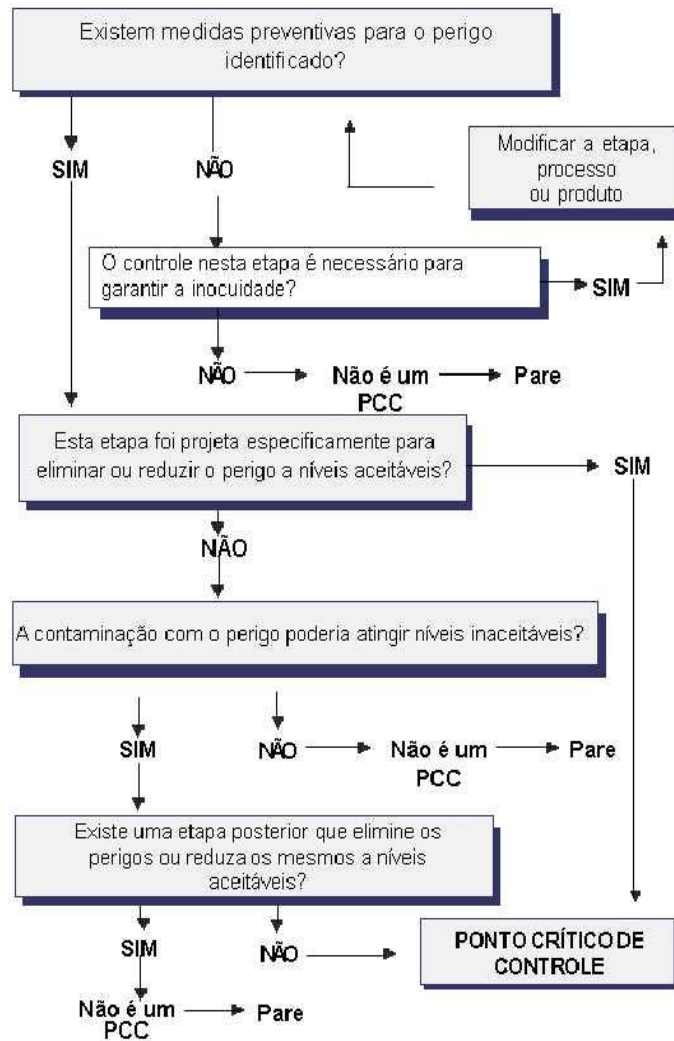 Existem medidas preventivas para o perigo
identificado?
SIM
NÃO
Modificar a etapa,
processo
ou produto
O controle nesta etapa é necessário para
garantir a inocuidade?
SIM
NÃO
Não é um
PCC
Pare
Esta etapa foi projeta especificamente para
eliminar ou reduzir o perigo a níveis aceitáveis?
SIM
NÃO
A contaminação com o perigo poderia atingir níveis inaceitáveis?
SIM
NÃO
Não é um
PCC
Pare
Existe uma etapa posterior que elimine os
perigos ou reduza os mesmos a níveis
aceitáveis?
SIM
NÃO
PONTO CRÍTICO DE
CONTROLE
Não é um
PCC
Pare